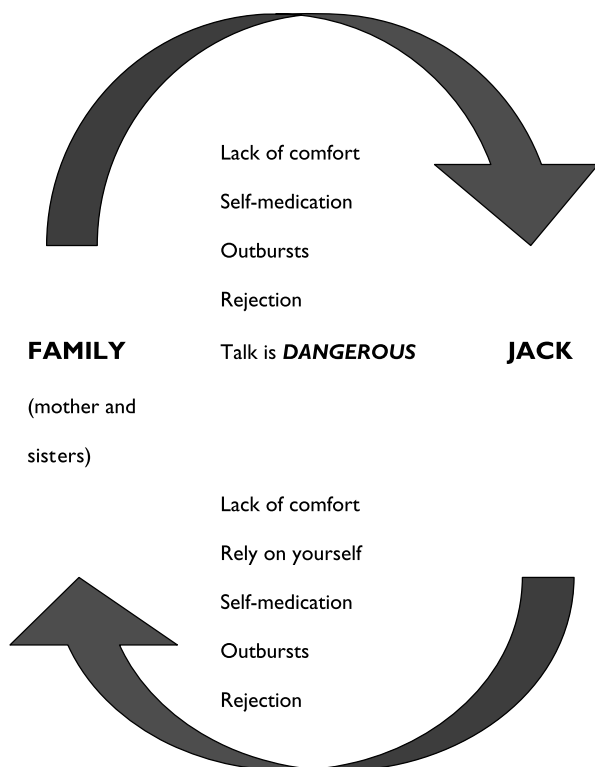 Lack of comfort
Self-medication
Outbursts
Rejection
FAMILY Talk is DANGEROUS JACK
(mother and
sisters)
Lack of comfort
Rely on yourself
Self-medication
Outbursts
Rejection